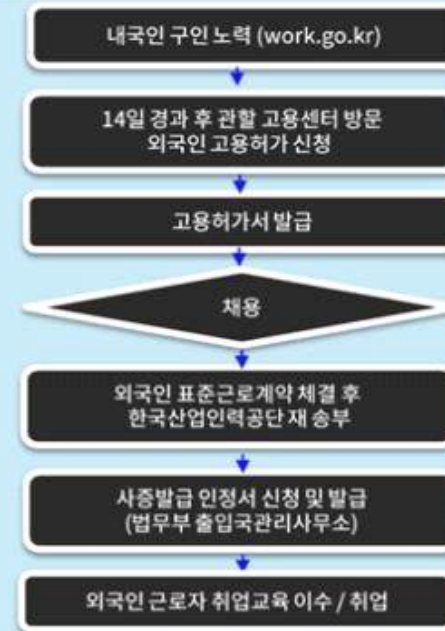 내국인 구인 노력 (work.go.kr)
14일 경과 후 관할 고용센터 방문
외국인 고용허가 신청
고용허가서 발급
채용
외국인 표준근로계약 체결 후
한국산업인력공단 재 송부
사증발급 인정서 신청 및 발급
(법무부 출입국관리사무소)
외국인 근로자 취업교육 이수 / 취업